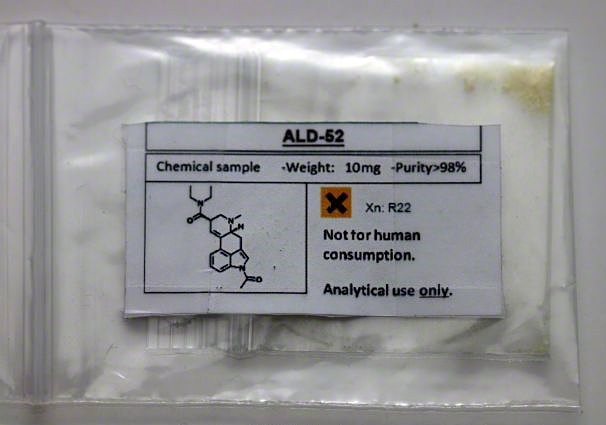 ALD-52
Chemical sample -Weight: 10mg -Purity>98%
Xn: R22
Not for human
consumption.
Analytical use only.
N
O
N
H
N
O